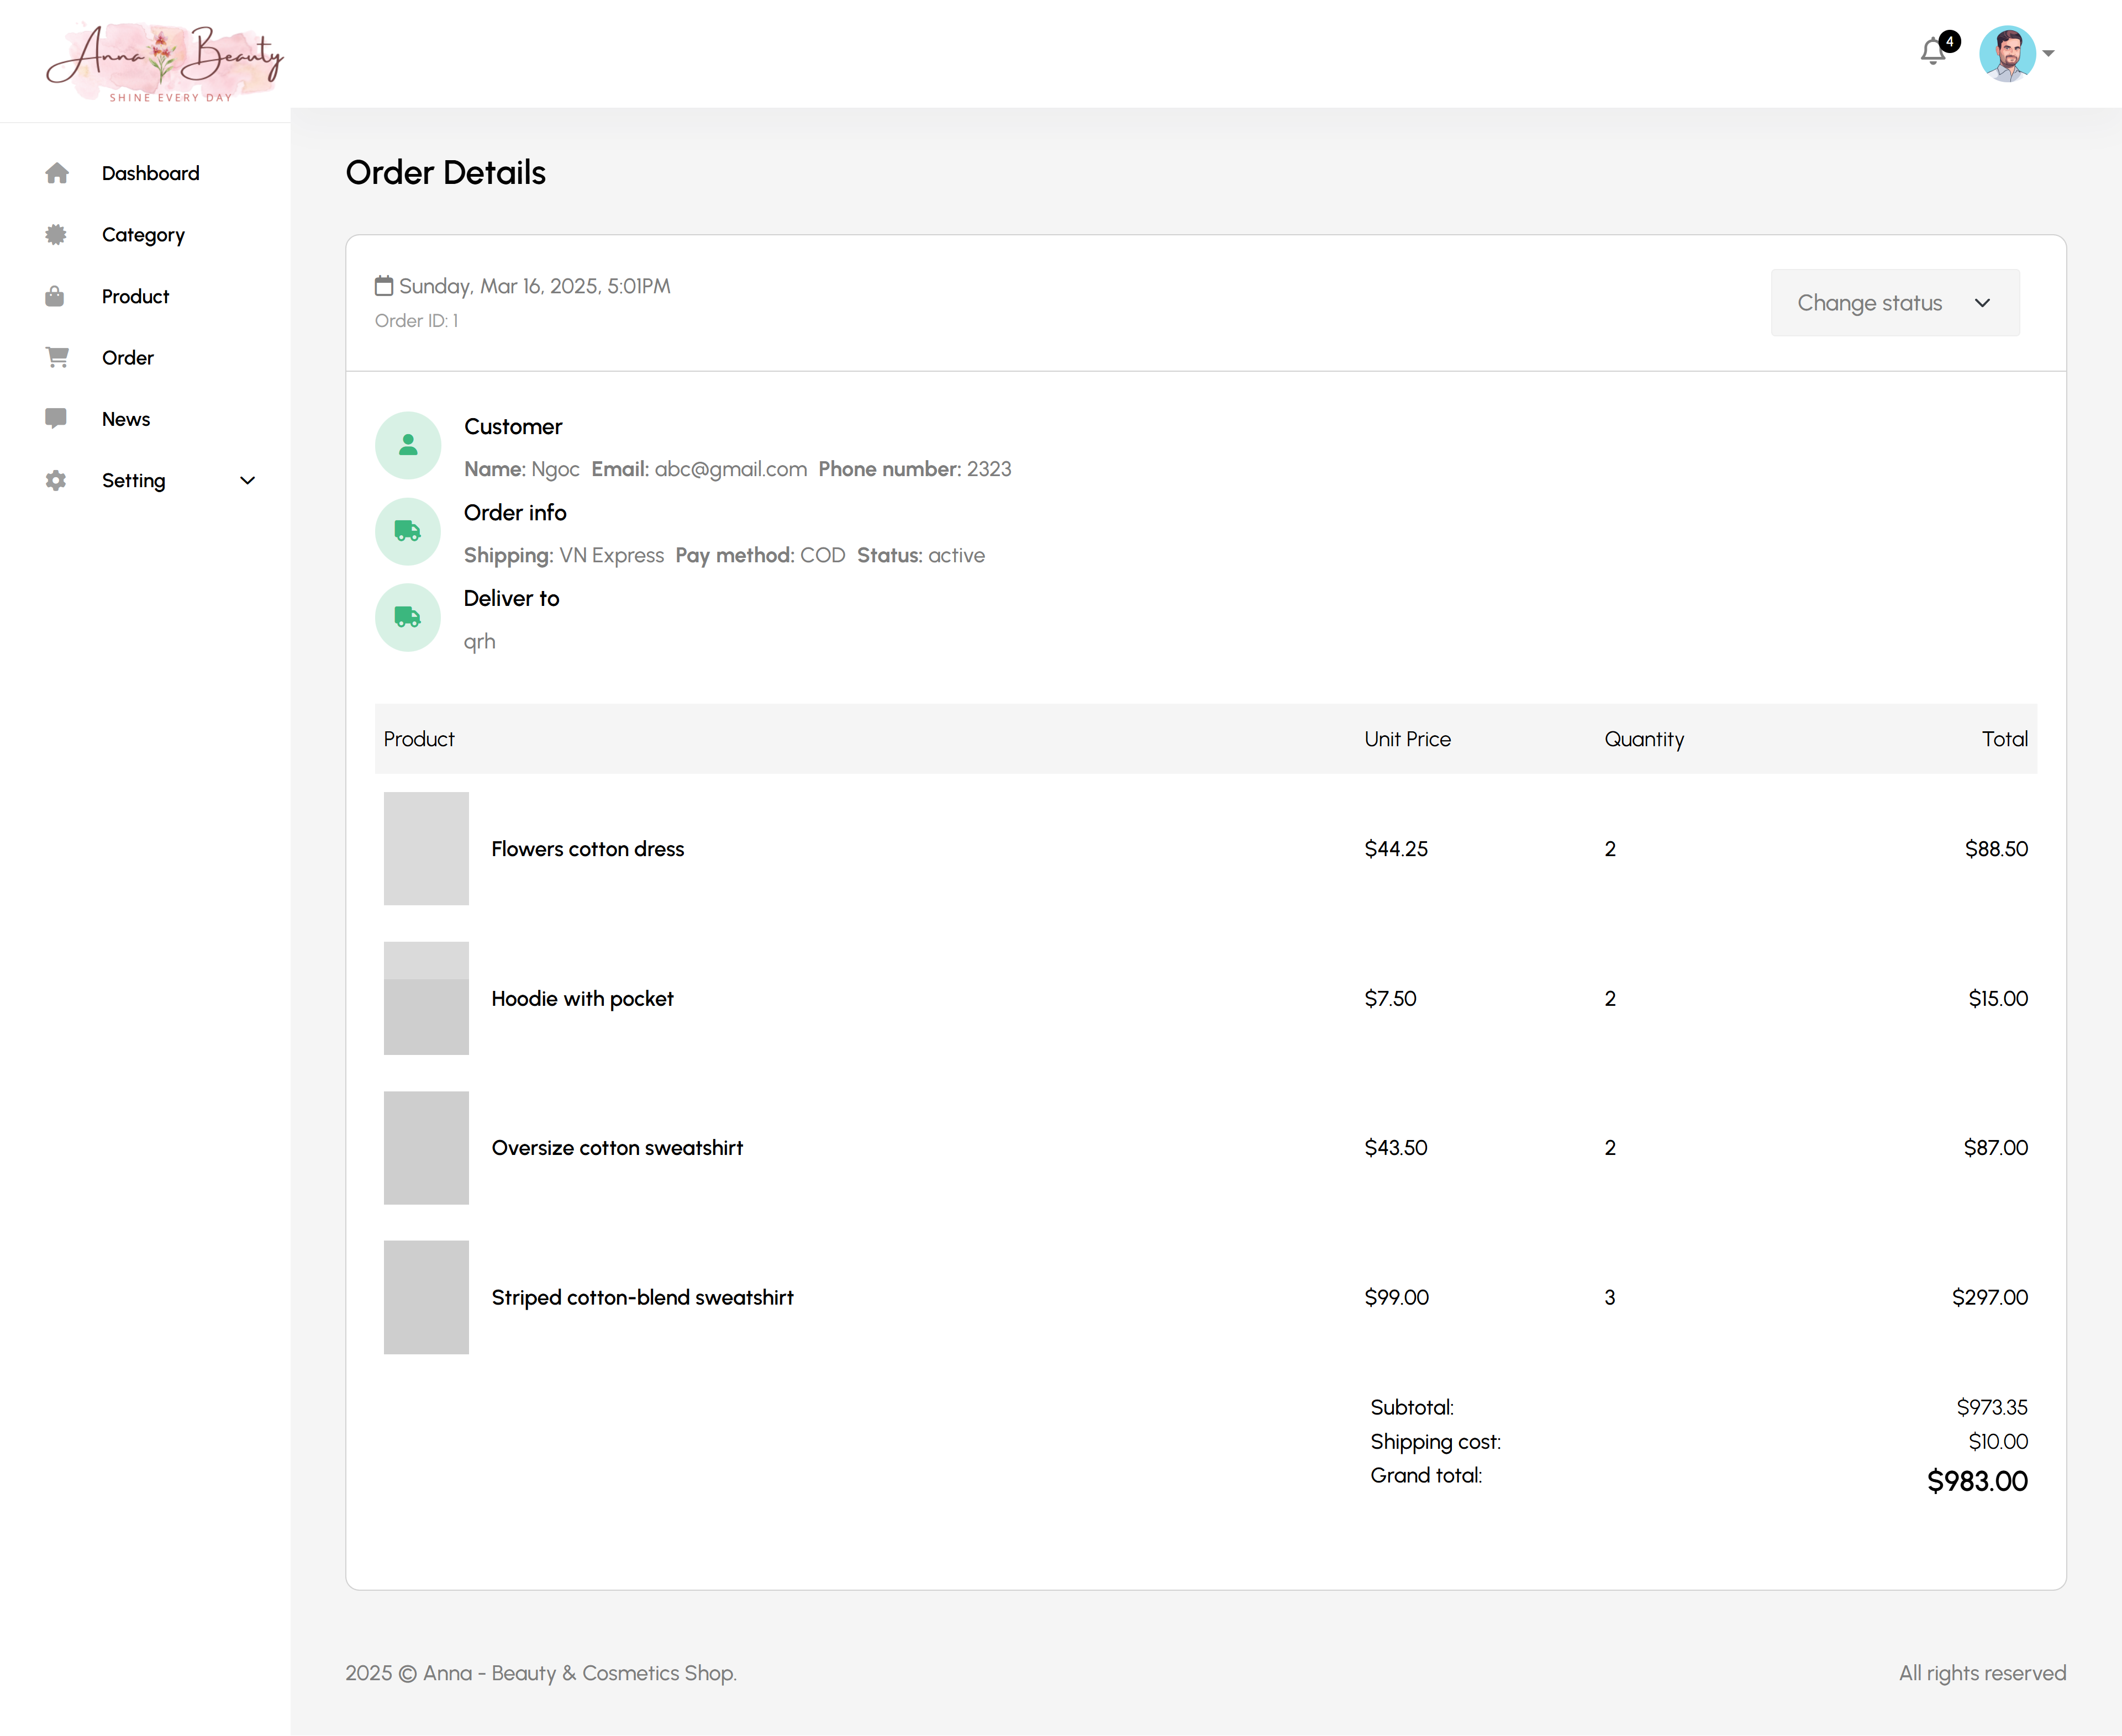 Anna Beauty
SHINE EVERY DAY
4
Dashboard
Category
Product
Order
News
Setting
Order Details
Sunday, Mar 16, 2025, 5:01PM
Order ID: 1
Change status
Customer
Name: Ngoc Email: abc@gmail.com Phone number: 2323
Order info
Shipping: VN Express Pay method: COD Status: active
Deliver to
qrh
Product Unit Price Quantity Total
Flowers cotton dress $44.25 2 $88.50
Hoodie with pocket $7.50 2 $15.00
Oversize cotton sweatshirt $43.50 2 $87.00
Striped cotton-blend sweatshirt $99.00 3 $297.00
Subtotal: $973.35
Shipping cost: $10.00
Grand total: $983.00
2025 © Anna - Beauty & Cosmetics Shop. All rights reserved